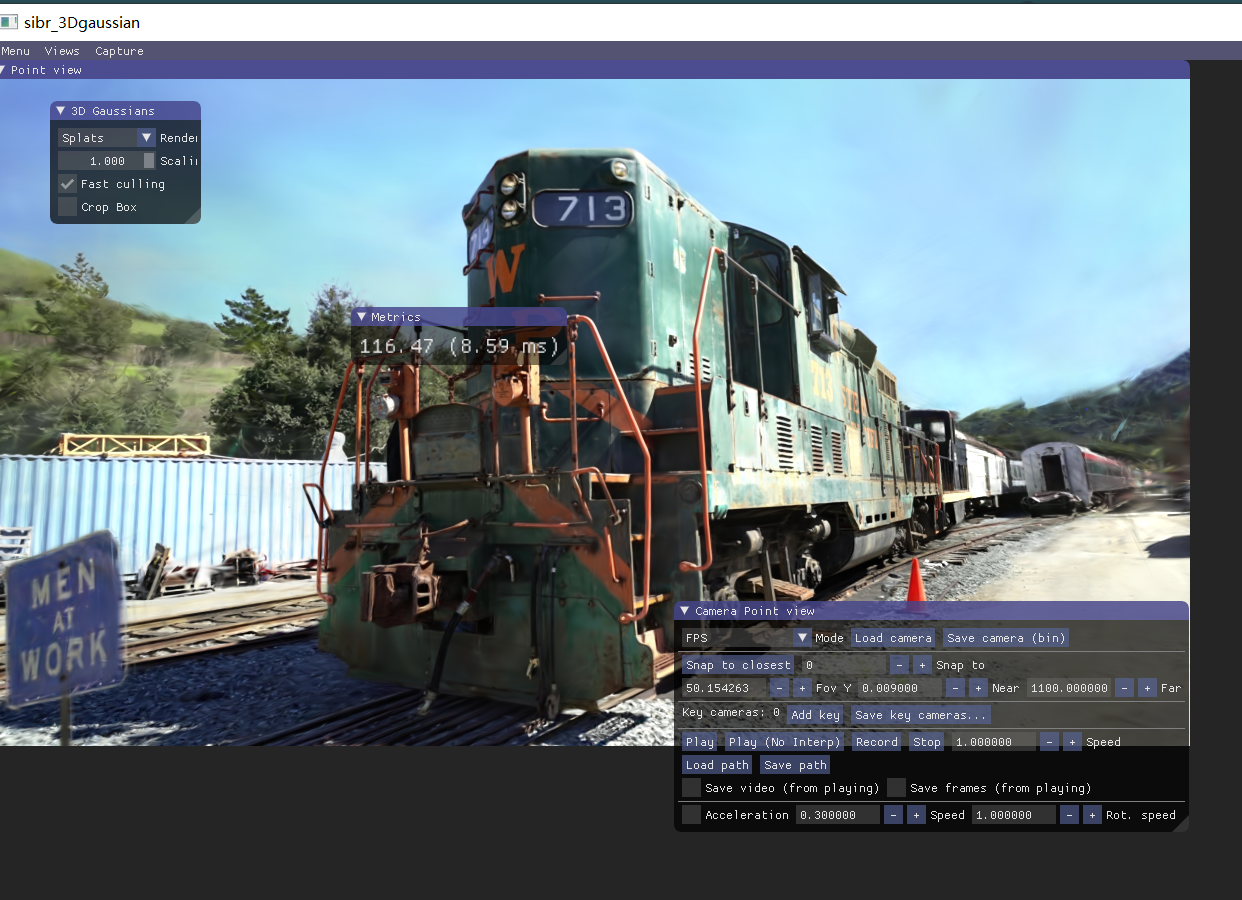 sibr_3Dgaussian
Menu Views Capture
Point view
3D Gaussians
Splats
1.000
Fast culling
Crop Box
713
713
W
Metrics
116.47 (8.59 ms)
713
MEN
AT
WORK
Camera Point view
FPS Mode Load camera Save camera (bin)
Snap to closest 0 - + Snap to
50.154263 - + Fov Y 0.009000 - + Near 1100.000000 - + Far
Key cameras: 0 Add key Save key cameras...
Play Play (No Interp) Record Stop 1.000000 - + Speed
Load path Save path
Save video (from playing) Save frames (from playing)
Acceleration 0.300000 - + Speed 1.000000 - + Rot. speed